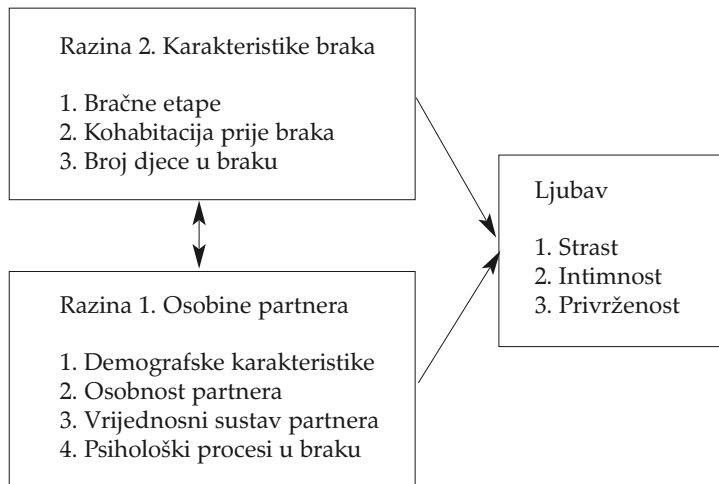 Razina 2. Karakteristike braka
1. Bračne etape
2. Kohabitacija prije braka
3. Broj djece u braku
Ljubav
1. Strast
2. Intimnost
3. Privrženost
Razina 1. Osobine partnera
1. Demografske karakteristike
2. Osobnost partnera
3. Vrijednosni sustav partnera
4. Psihološki procesi u braku